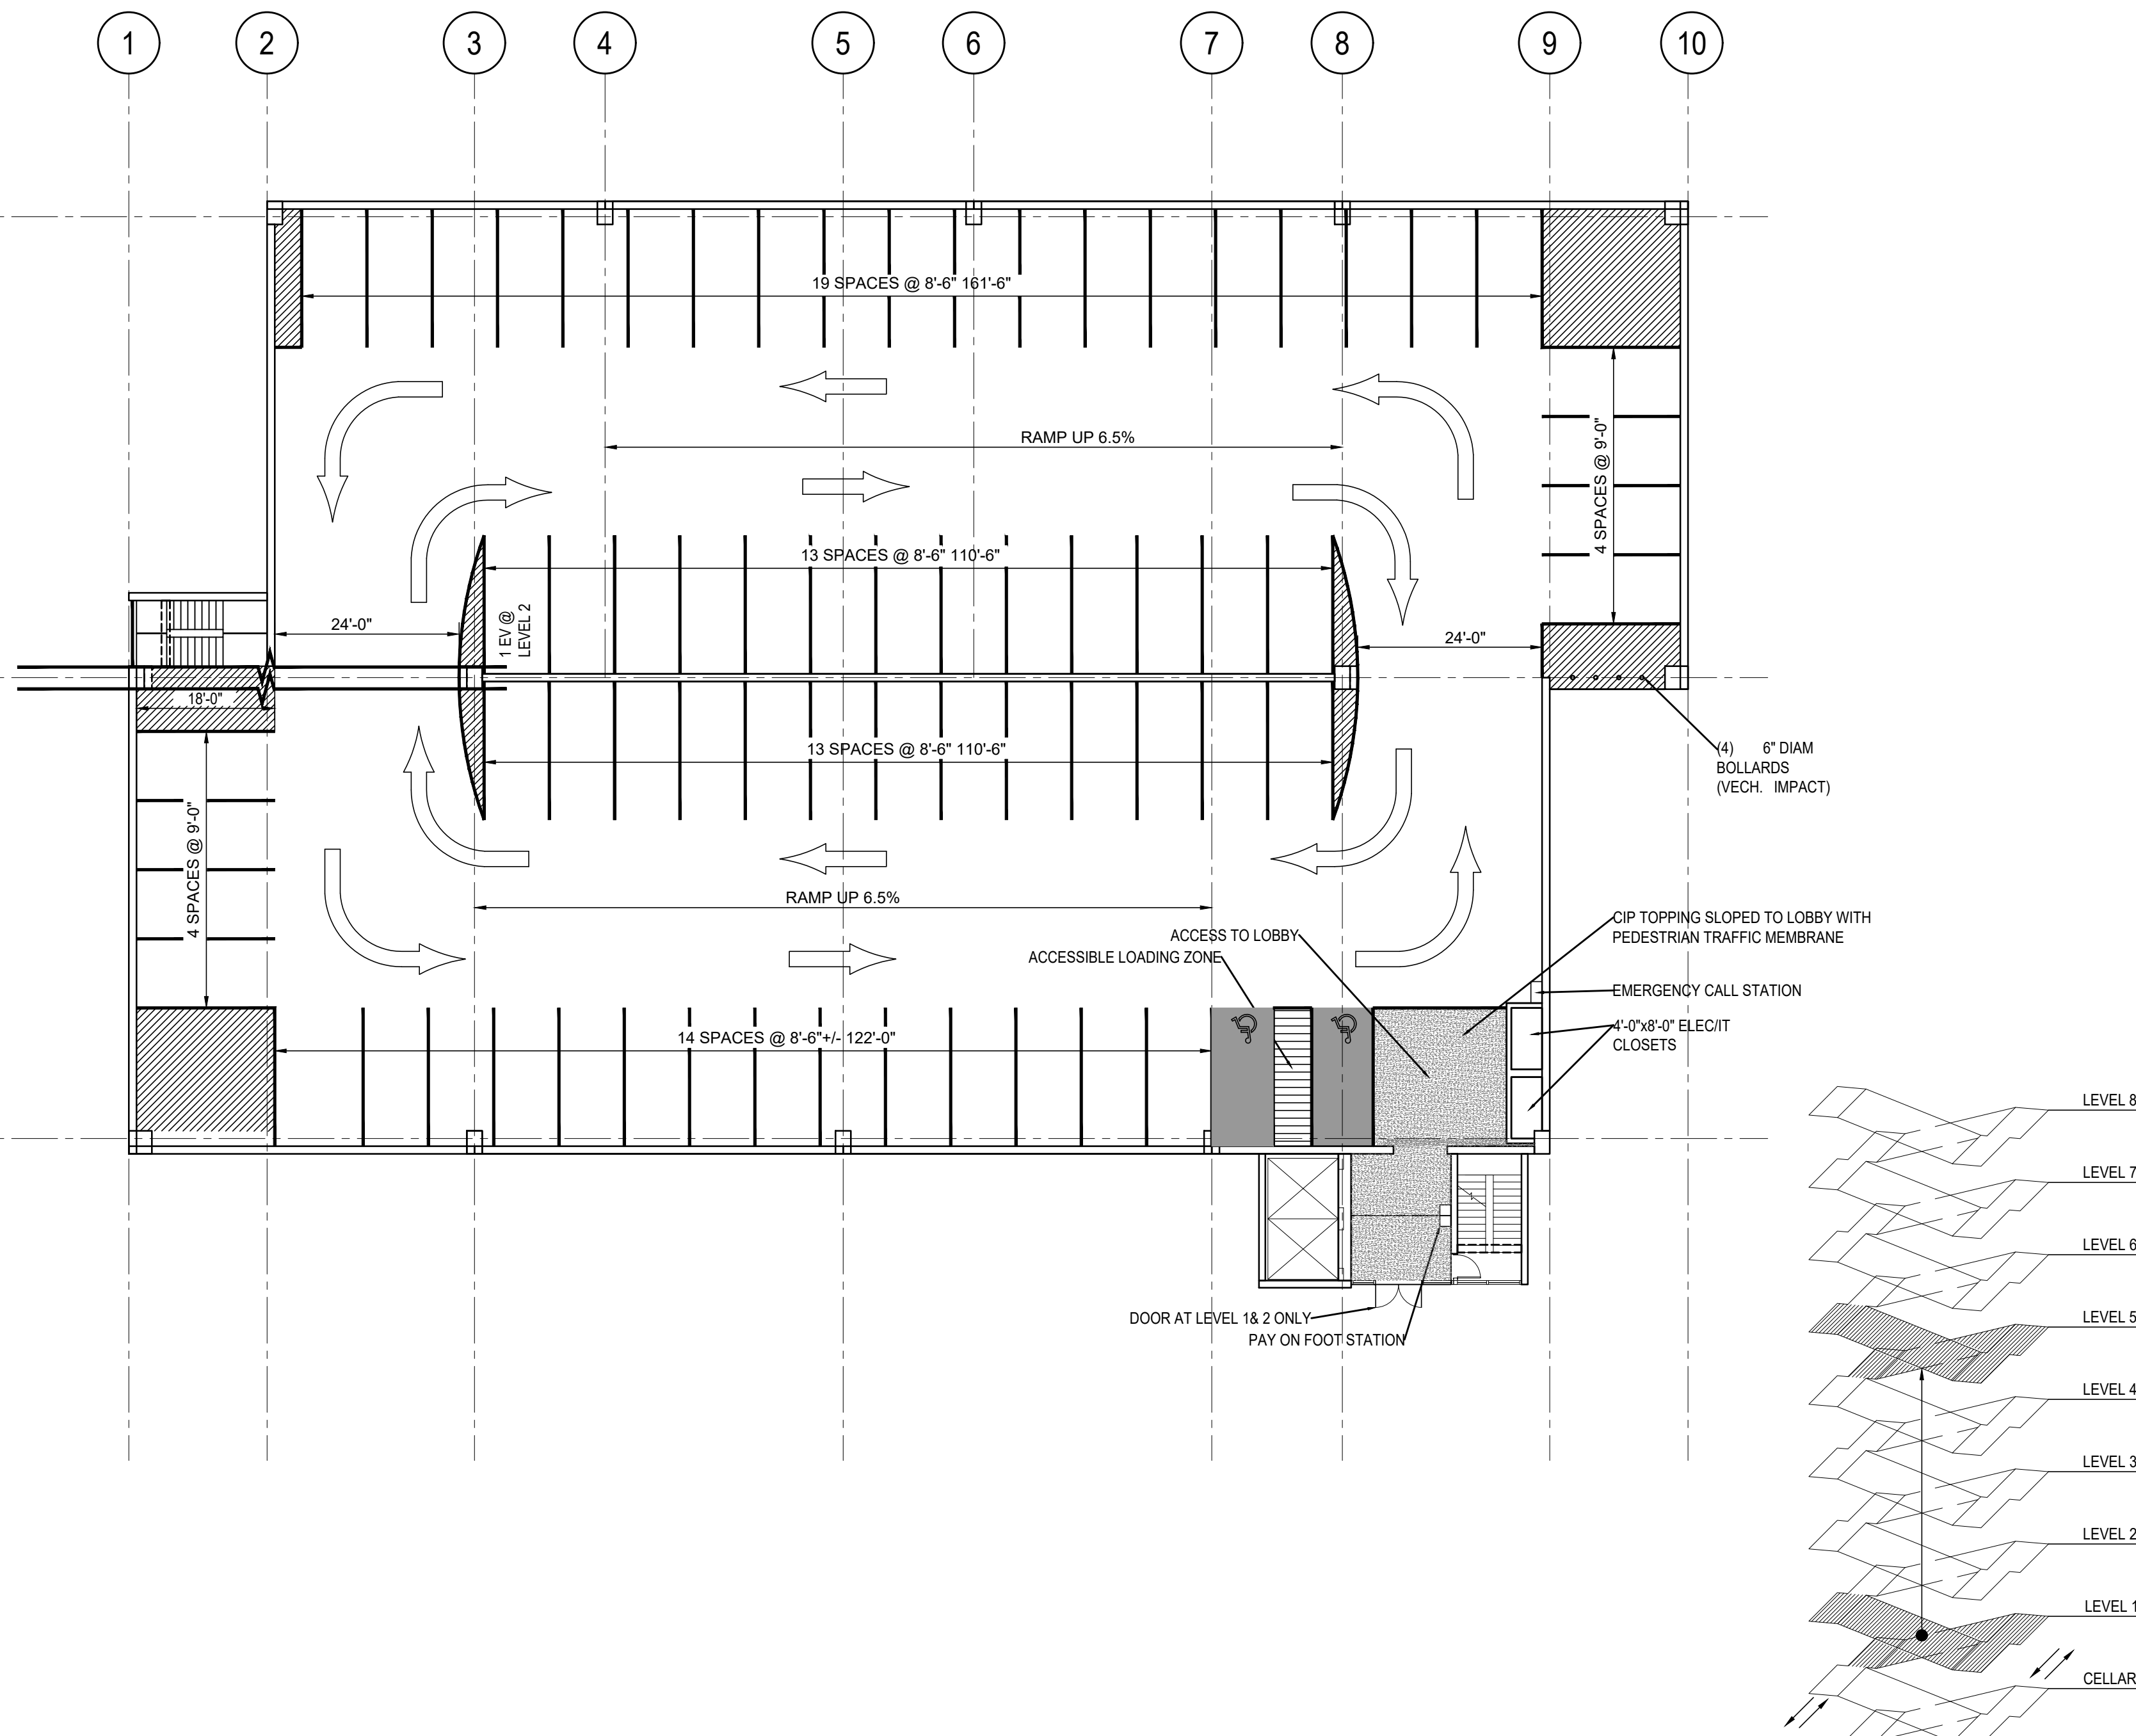 1 2 3 4 5 6 7 8 9 10
19 SPACES @ 8'-6" 161'-6"
RAMP UP 6.5%
4 SPACES @ 9'-0"
13 SPACES @ 8'-6" 110'-6"
1 EV @
LEVEL 2
24'-0"
24'-0"
18'-0"
13 SPACES @ 8'-6" 110'-6"
(4) 6" DIAM
BOLLARDS
(VECH. IMPACT)
4 SPACES @ 9'-0"
RAMP UP 6.5%
ACCESS TO LOBBY
ACCESSIBLE LOADING ZONE
CIP TOPPING SLOPED TO LOBBY WITH
PEDESTRIAN TRAFFIC MEMBRANE
EMERGENCY CALL STATION
4'-0"x8'-0" ELEC/IT
CLOSETS
14 SPACES @ 8'-6"+/- 122'-0"
DOOR AT LEVEL 1& 2 ONLY
PAY ON FOOT STATION
LEVEL 8
LEVEL 7
LEVEL 6
LEVEL 5
LEVEL 4
LEVEL 3
LEVEL 2
LEVEL 1
CELLAR